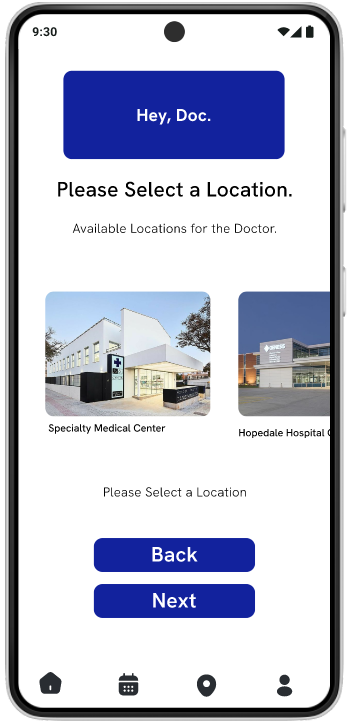 9:30
Hey, Doc.
Please Select a Location.
Available Locations for the Doctor.
Specialty Medical Center
Hopedale Hospital
Please Select a Location
Back
Next